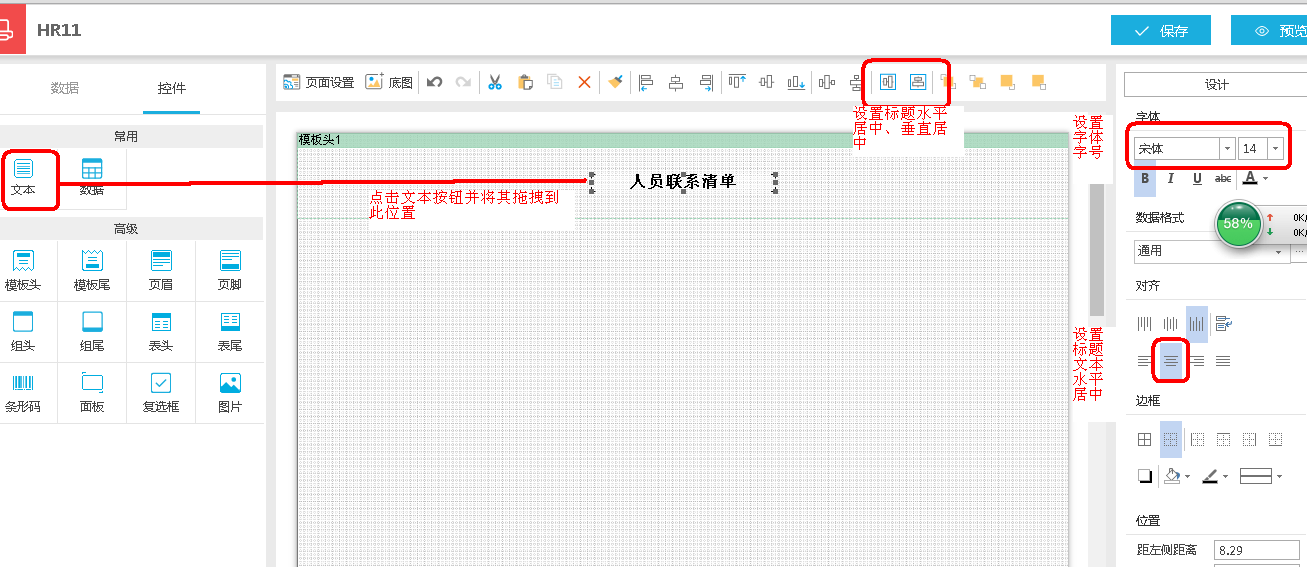 HR11
保存
预览
数据
控件
页面设置
底图
设计
常用
文本
数据
高级
模板头
模板尾
页眉
页脚
组头
组尾
表头
表尾
条形码
面板
复选框
图片
设置标题水平
居中、垂直居
中
模板头1
人员联系清单
点击文本按钮并将其拖拽到
此位置
设置
字体
字号
设置
标题
文本
水平
居中
字体
宋体
14
B
I
U
abc
A
数据格式
58%
0K/
0K/
通用
对齐
边框
位置
距左侧距离
8.29